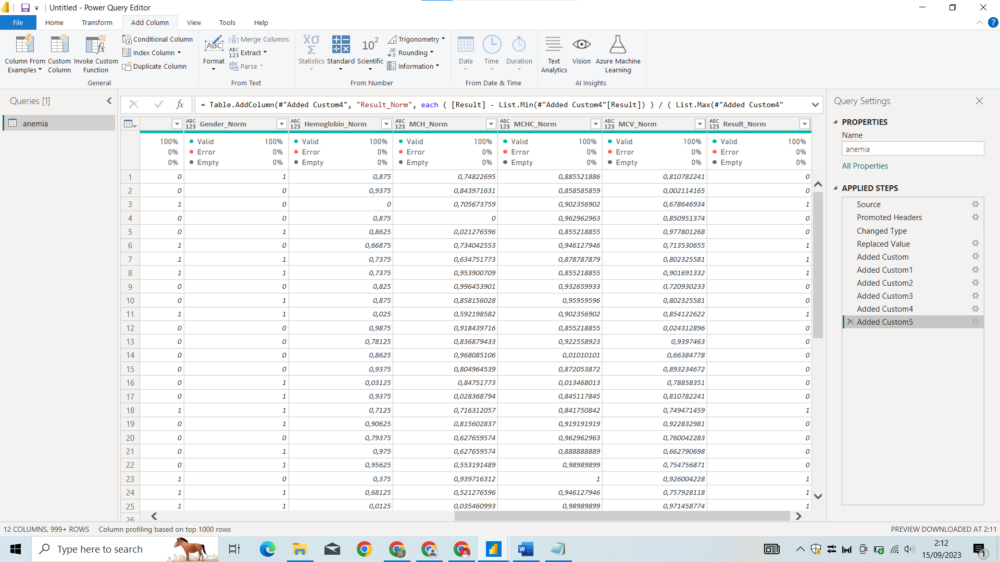 Untitled - Power Query Editor
File Home Transform Add Column View Tools Help
Column From Examples
Custom Column
Invoke Custom Function
Conditional Column
Index Column
Duplicate Column
General
Format
Merge Columns
Extract
Parse
From Text
Statistics
Standard
Scientific
Trigonometry
Rounding
Information
From Number
Date
Time
Duration
From Date & Time
Text Analytics
Vision
Azure Machine Learning
AI Insights
Queries [1]
anemia
= Table.AddColumn(#"Added Custom4", "Result_Norm", each ( [Result] - List.Min(#"Added Custom4"[Result]) ) / ( List.Max(#"Added Custom4"
Gender_Norm Hemoglobin_Norm MCH_Norm MCHC_Norm MCV_Norm Result_Norm
100% Valid 100% Valid 100% Valid 100% Valid 100% Valid 100% Valid 100%
0% Error 0% Error 0% Error 0% Error 0% Error 0% Error 0%
0% Empty 0% Empty 0% Empty 0% Empty 0% Empty 0% Empty 0%
1 0 1 0,875 0,74822695 0,885521886 0,810782241 0
2 0 0 0,9375 0,843971631 0,858585859 0,002114165 0
3 1 0 0 0,705673759 0,902356902 0,678646934 1
4 0 0 0,875 0 0,962962963 0,850951374 0
5 0 1 0,8625 0,021276596 0,855218855 0,977801268 0
6 1 0 0,66875 0,734042553 0,946127946 0,713530655 1
7 1 1 0,7375 0,634751773 0,878787879 0,802325581 1
8 1 1 0,7375 0,953900709 0,855218855 0,901691332 1
9 0 0 0,825 0,996453901 0,932659933 0,720930233 0
10 0 1 0,875 0,858156028 0,95959596 0,802325581 0
11 1 1 0,025 0,592198582 0,902356902 0,854122622 1
12 0 0 0,9875 0,918439716 0,855218855 0,024312896 0
13 0 0 0,78125 0,836879433 0,922558923 0,9397463 0
14 0 0 0,8625 0,968085106 0,01010101 0,66384778 0
15 0 0 0,9375 0,804964539 0,872053872 0,893234672 0
16 0 1 0,03125 0,84751773 0,013468013 0,78858351 0
17 0 1 0,9375 0,028368794 0,845117845 0,810782241 0
18 1 1 0,7125 0,716312057 0,841750842 0,749471459 1
19 0 1 0,90625 0,815602837 0,919191919 0,922832981 0
20 0 0 0,79375 0,627659574 0,962962963 0,760042283 0
21 0 1 0,975 0,627659574 0,888888889 0,662790698 0
22 0 1 0,95625 0,553191489 0,98989899 0,754756871 0
23 1 0 0,375 0,939716312 1 0,926004228 1
24 1 1 0,68125 0,521276596 0,946127946 0,757928118 1
25 1 1 0,0125 0,035460993 0,98989899 0,971458774 1
26
Query Settings
PROPERTIES
Name
anemia
All Properties
APPLIED STEPS
Source
Promoted Headers
Changed Type
Replaced Value
Added Custom
Added Custom1
Added Custom2
Added Custom3
Added Custom4
Added Custom5
12 COLUMNS, 999+ ROWS Column profiling based on top 1000 rows
PREVIEW DOWNLOADED AT 2:11
Type here to search
2:12
15/09/2023
1